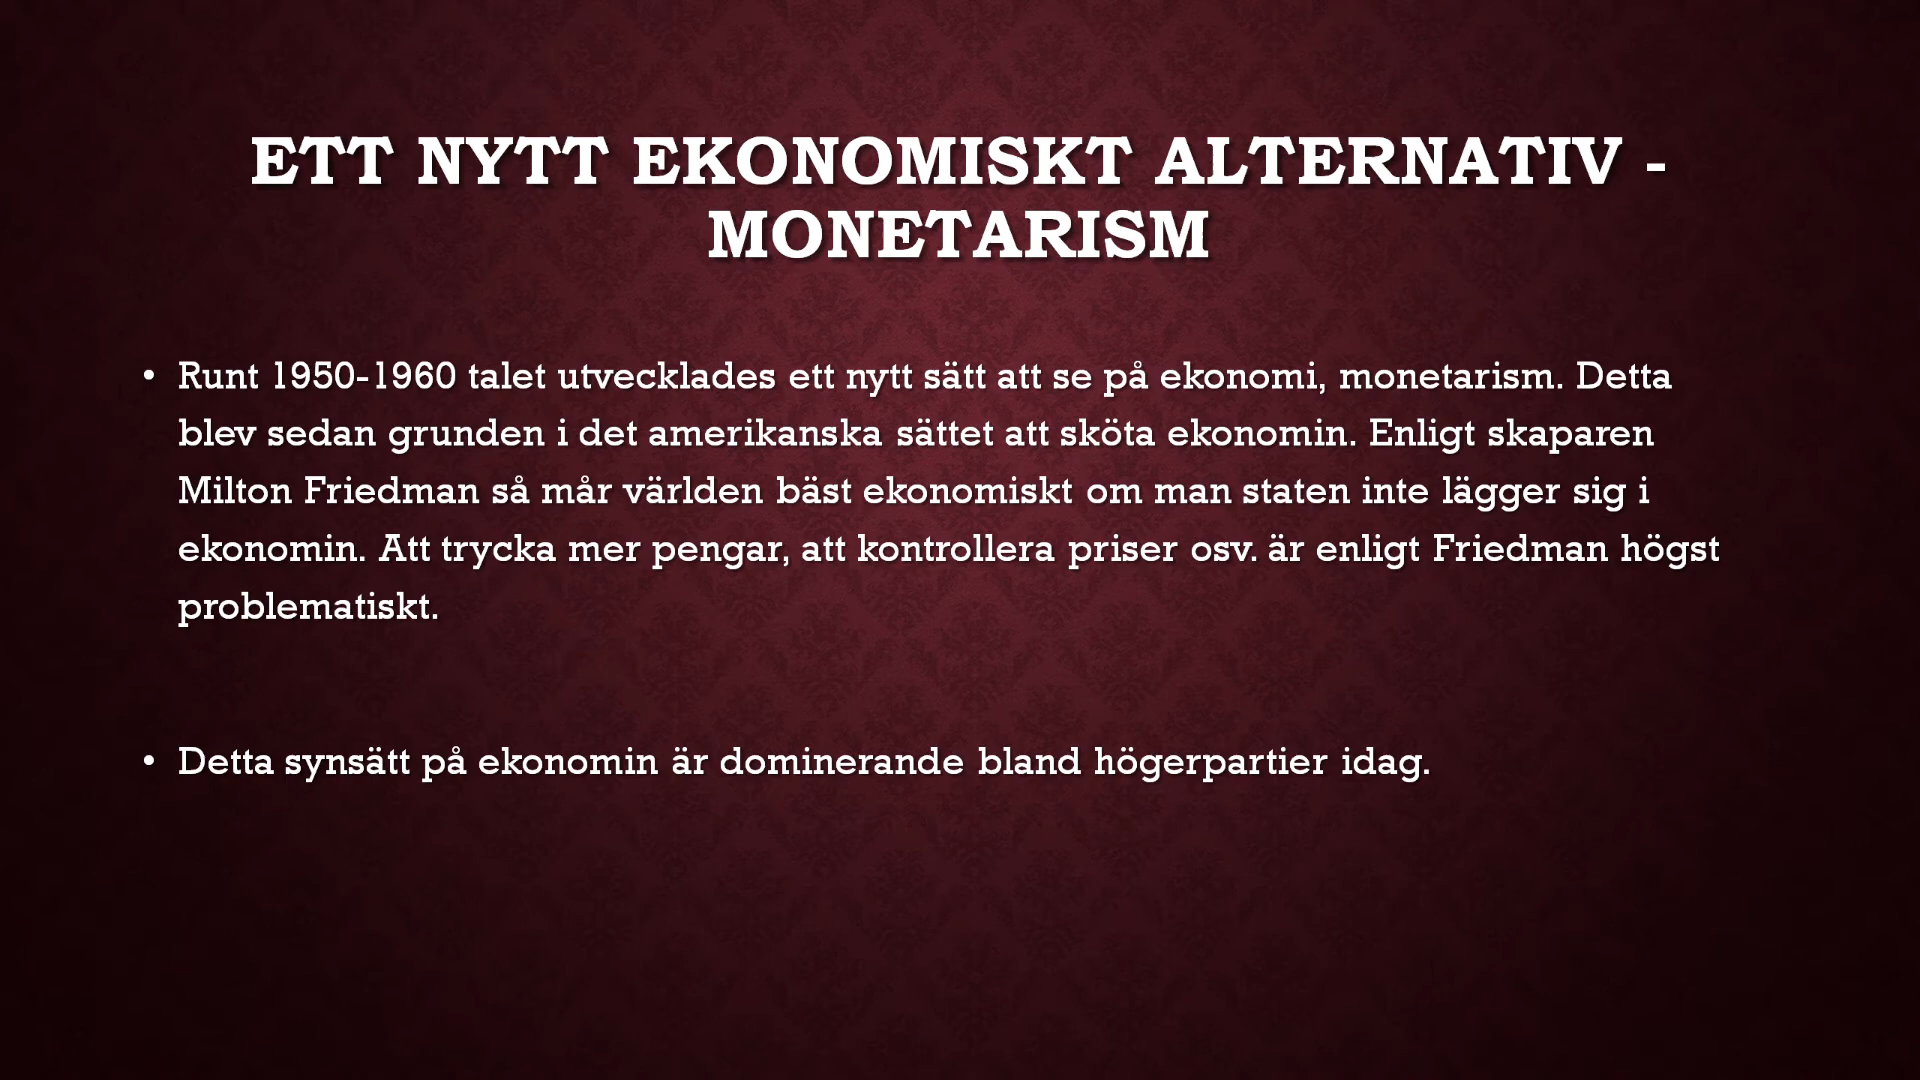 ETT NYTT EKONOMISKT ALTERNATIV -
MONETARISM
• Runt 1950-1960 talet utvecklades ett nytt sätt att se på ekonomi, monetarism. Detta
blev sedan grunden i det amerikanska sättet att sköta ekonomin. Enligt skaparen
Milton Friedman så mår världen bäst ekonomiskt om man staten inte lägger sig i
ekonomin. Att trycka mer pengar, att kontrollera priser osv. är enligt Friedman högst
problematiskt.
• Detta synsätt på ekonomin är dominerande bland högerpartier idag.